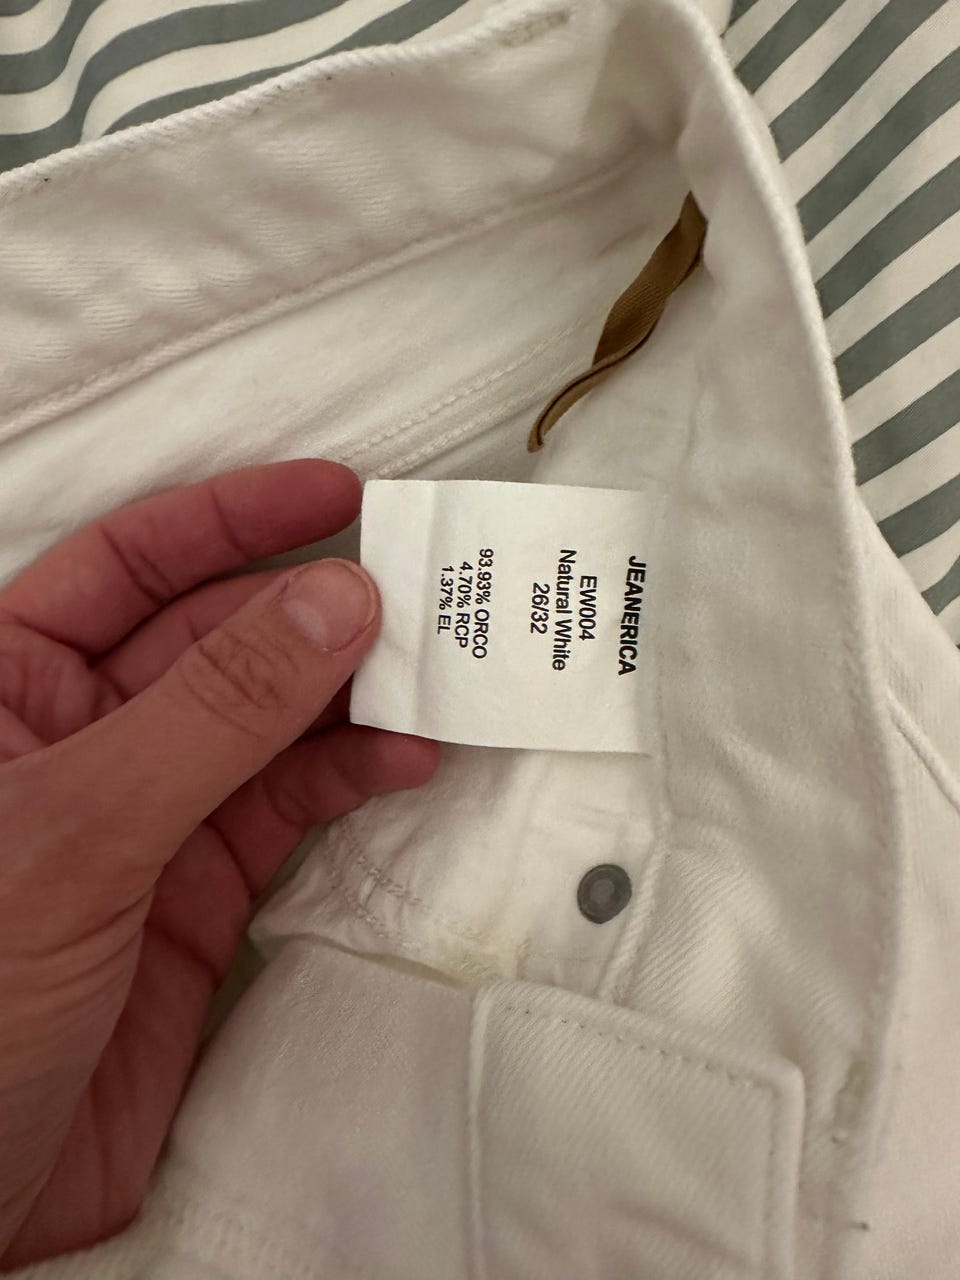 JEANERICA
EW004
Natural White
26/32
93.93% ORCO
4.70% RCP
1.37% EL